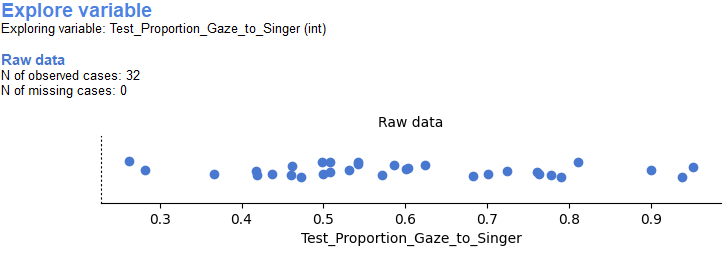 Explore variable
Exploring variable: Test_Proportion_Gaze_to_Singer (int)
Raw data
N of observed cases: 32
N of missing cases: 0
Raw data
0.3 0.4 0.5 0.6 0.7 0.8 0.9
Test_Proportion_Gaze_to_Singer